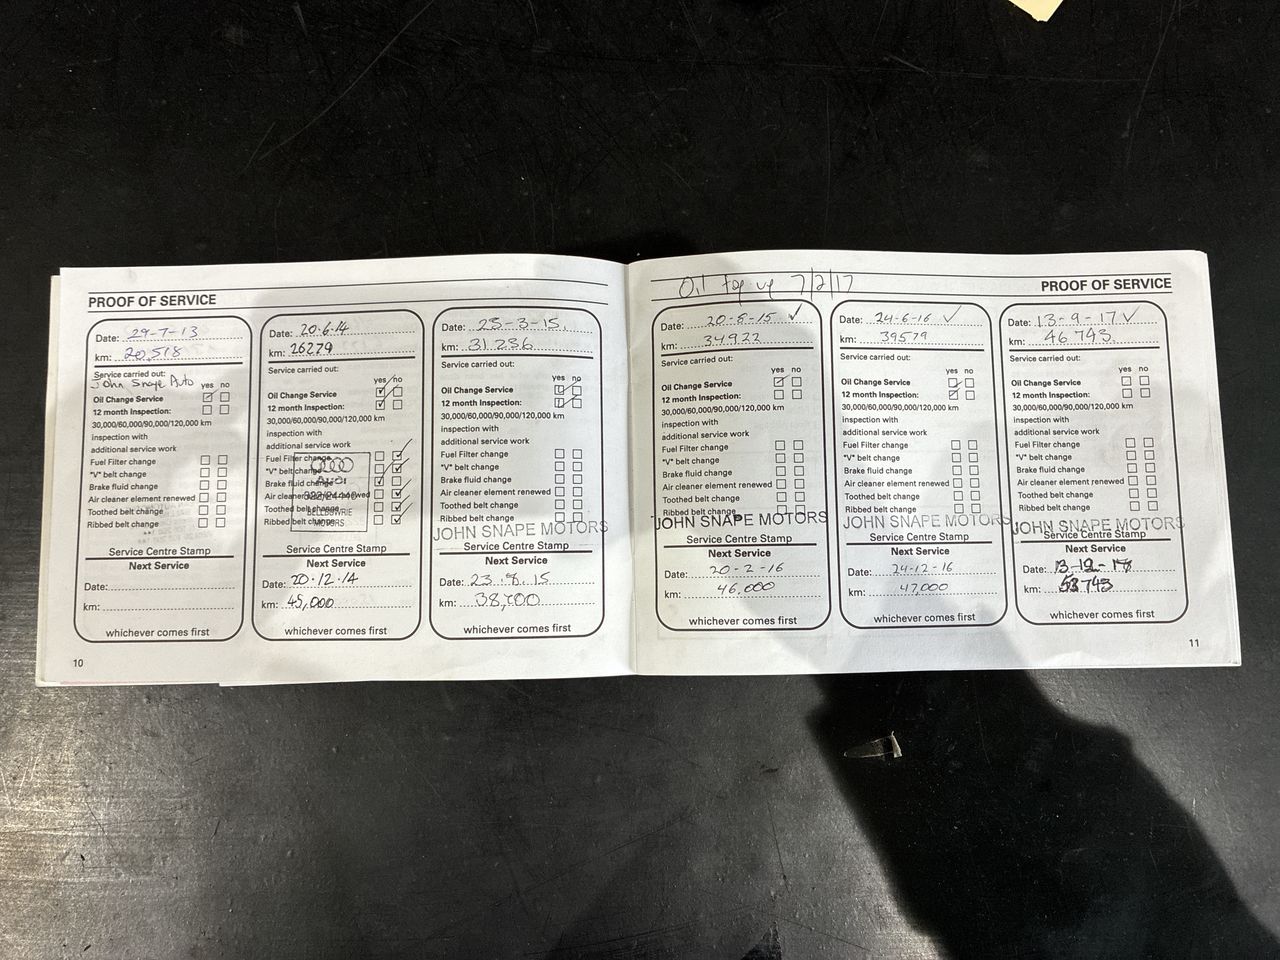 PROOF OF SERVICE
Date: 29-7-13
km: 20,518
Service carried out:
John Snape Auto
yes no
Oil Change Service
12 month Inspection:
30,000/60,000/90,000/120,000 km
inspection with
additional service work
Fuel Filter change
"V" belt change
Brake fluid change
Air cleaner element renewed
Toothed belt change
Ribbed belt change
Service Centre Stamp
Next Service
Date:
km:
whichever comes first
10
Date: 20.6.14
km: 26279
Service carried out:
yes no
Oil Change Service
12 month Inspection:
30,000/60,000/90,000/120,000 km
inspection with
additional service work
Fuel Filter change
"V" belt change
Brake fluid change
Air cleaner element renewed
Toothed belt change
Ribbed belt change
Audi
MOTORS
Service Centre Stamp
Next Service
Date: 20.12.14
km: 45,000
whichever comes first
Date: 23-3-15.
km: 31236
Service carried out:
yes no
Oil Change Service
12 month Inspection:
30,000/60,000/90,000/120,000 km
inspection with
additional service work
Fuel Filter change
"V" belt change
Brake fluid change
Air cleaner element renewed
Toothed belt change
Ribbed belt change
JOHN SNAPE MOTORS
Service Centre Stamp
Next Service
Date: 23.9.15
km: 38,700
whichever comes first
Oil top up 7/2/17
PROOF OF SERVICE
Date: 20-8-15
km: 34922
Service carried out:
yes no
Oil Change Service
12 month Inspection:
30,000/60,000/90,000/120,000 km
inspection with
additional service work
Fuel Filter change
"V" belt change
Brake fluid change
Air cleaner element renewed
Toothed belt change
Ribbed belt change
JOHN SNAPE MOTORS
Service Centre Stamp
Next Service
Date: 20-2-16
km: 46,000
whichever comes first
Date: 24-6-16
km: 39579
Service carried out:
yes no
Oil Change Service
12 month Inspection:
30,000/60,000/90,000/120,000 km
inspection with
additional service work
Fuel Filter change
"V" belt change
Brake fluid change
Air cleaner element renewed
Toothed belt change
Ribbed belt change
JOHN SNAPE MOTORS
Service Centre Stamp
Next Service
Date: 24-12-16
km: 47,000
whichever comes first
Date: 13-9-17
km: 46743
Service carried out:
yes no
Oil Change Service
12 month Inspection:
30,000/60,000/90,000/120,000 km
inspection with
additional service work
Fuel Filter change
"V" belt change
Brake fluid change
Air cleaner element renewed
Toothed belt change
Ribbed belt change
JOHN SNAPE MOTORS
Service Centre Stamp
Next Service
Date:
km: 53743
whichever comes first
11